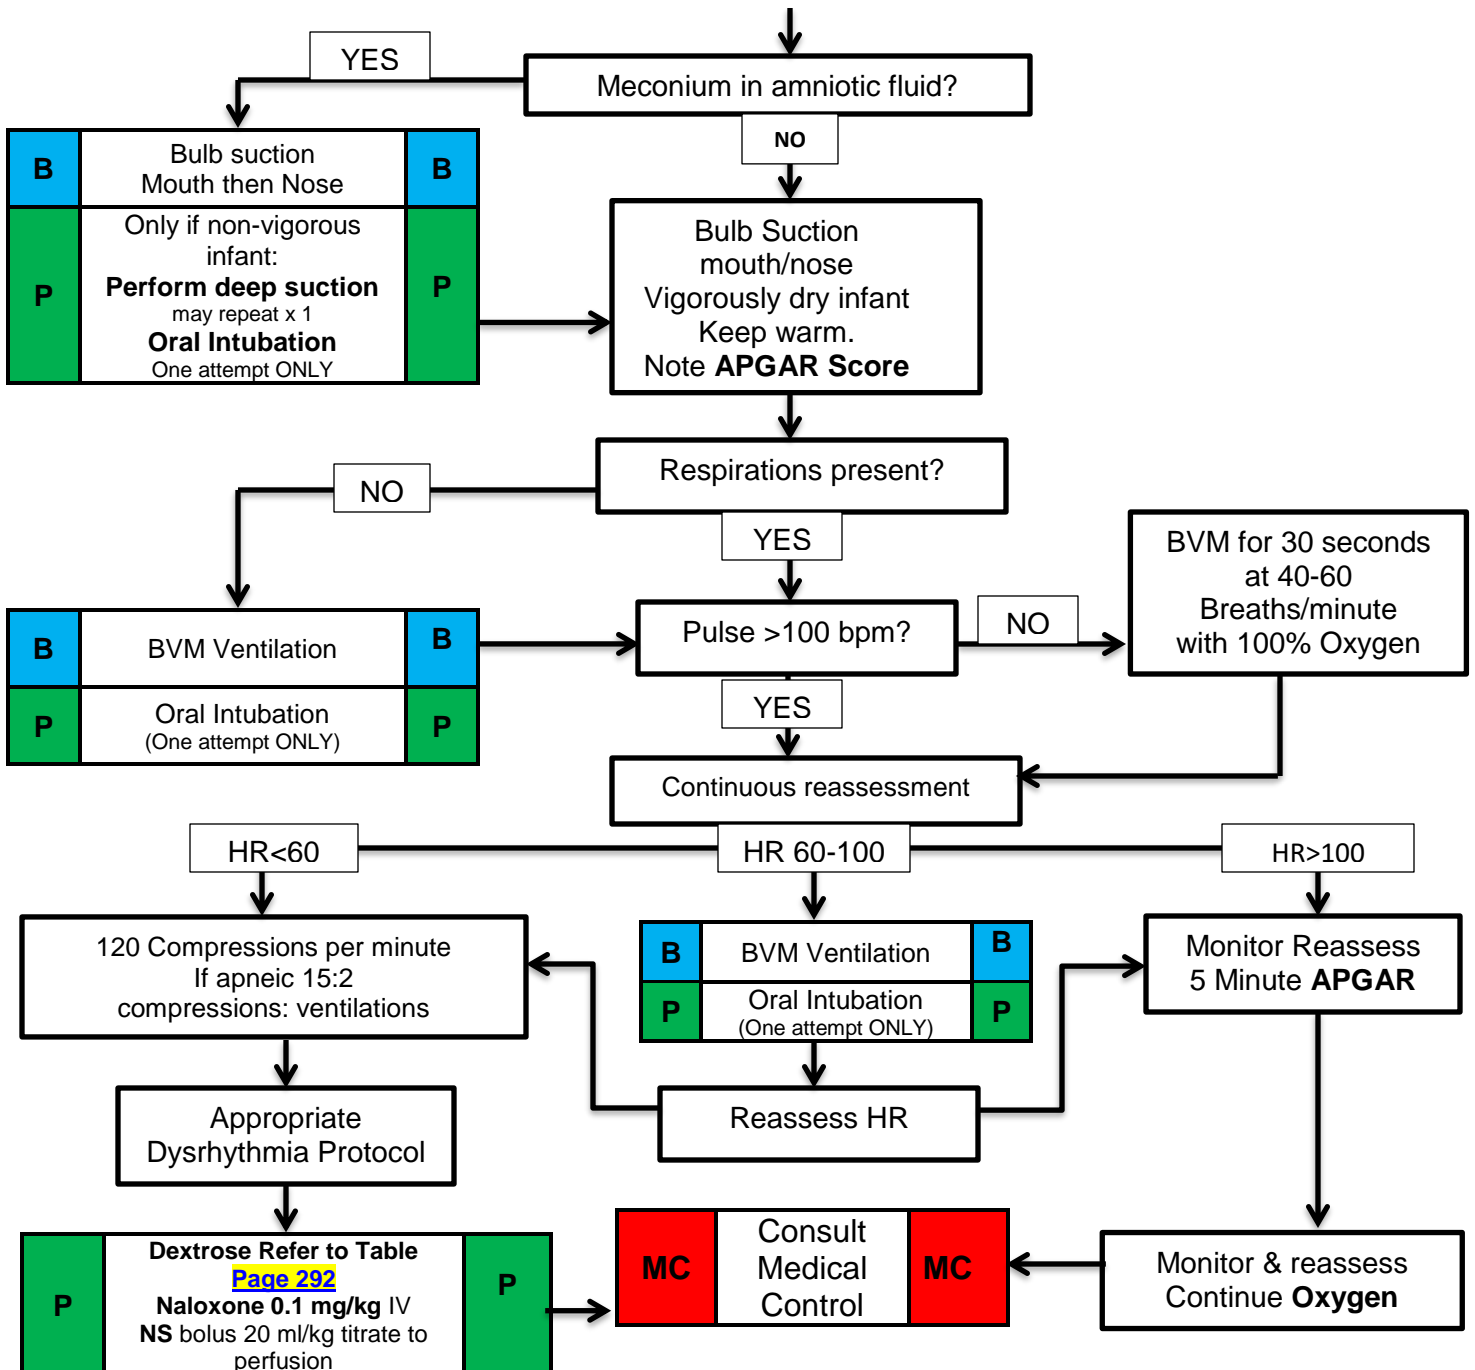 YES
Meconium in amniotic fluid?
NO
B
Bulb suction
Mouth then Nose
B
P
Only if non-vigorous
infant:
Perform deep suction
may repeat x 1
Oral Intubation
One attempt ONLY
P
Bulb Suction
mouth/nose
Vigorously dry infant
Keep warm.
Note APGAR Score
Respirations present?
NO
YES
BVM for 30 seconds
at 40-60
Breaths/minute
with 100% Oxygen
B
BVM Ventilation
B
P
Oral Intubation
(One attempt ONLY)
P
Pulse >100 bpm?
NO
YES
Continuous reassessment
HR<60
HR 60-100
HR>100
120 Compressions per minute
If apneic 15:2
compressions: ventilations
B
BVM Ventilation
B
P
Oral Intubation
(One attempt ONLY)
P
Monitor Reassess
5 Minute APGAR
Appropriate
Dysrhythmia Protocol
Reassess HR
P
Dextrose Refer to Table
Page 292
Naloxone 0.1 mg/kg IV
NS bolus 20 ml/kg titrate to
perfusion
P
MC
Consult
Medical
Control
MC
Monitor & reassess
Continue Oxygen